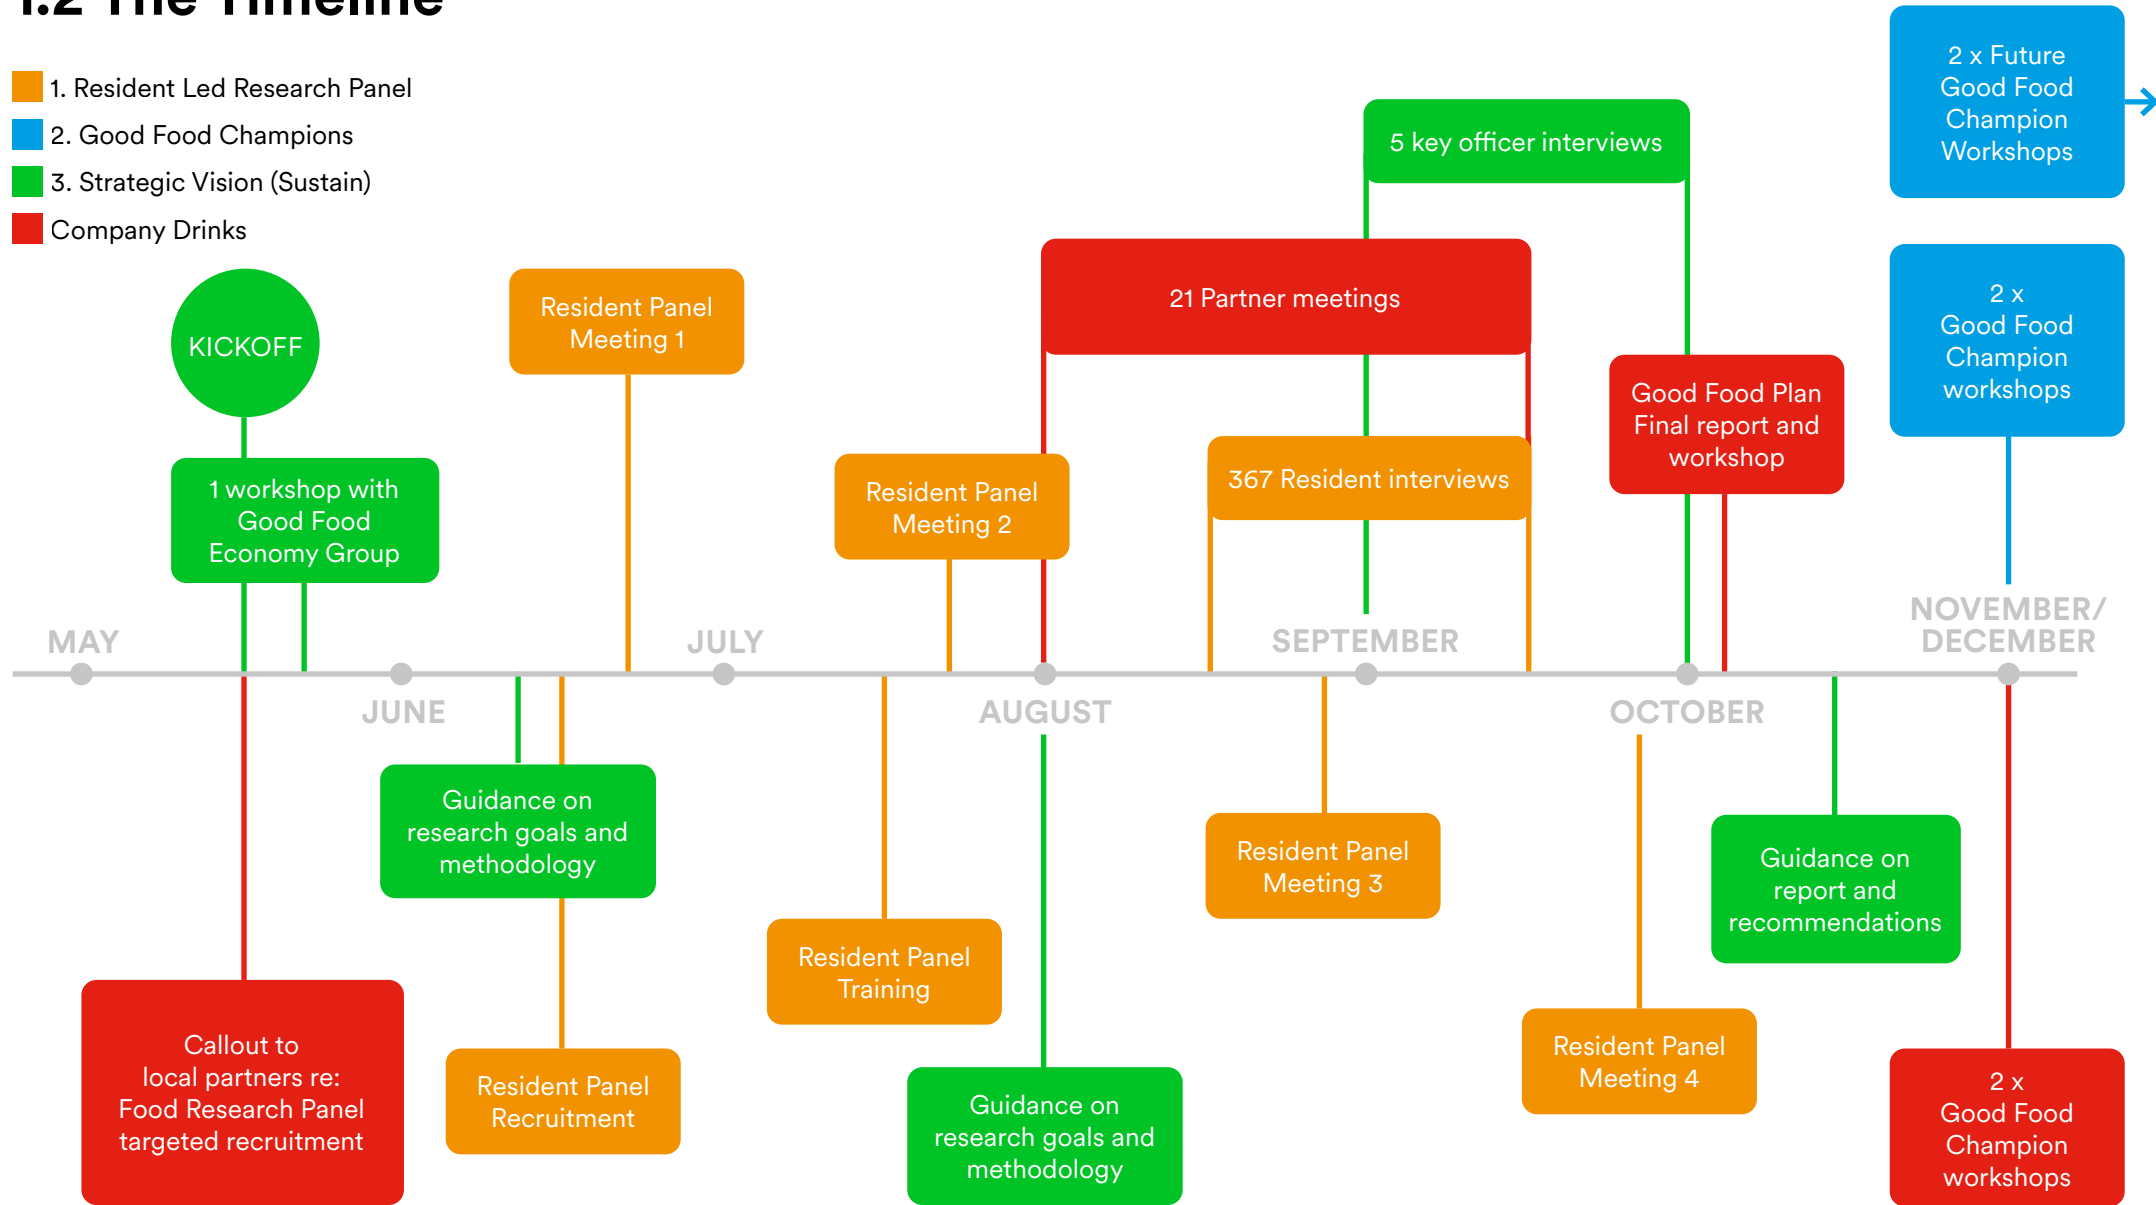 1.2 The Timeline
1. Resident Led Research Panel
2. Good Food Champions
3. Strategic Vision (Sustain)
Company Drinks
KICKOFF
1 workshop with
Good Food
Economy Group
Resident Panel
Meeting 1
Resident Panel
Meeting 2
21 Partner meetings
5 key officer interviews
367 Resident interviews
Good Food Plan
Final report and
workshop
2 x Future
Good Food
Champion
Workshops
2 x
Good Food
Champion
workshops
MAY
JUNE
JULY
AUGUST
SEPTEMBER
OCTOBER
NOVEMBER/
DECEMBER
Callout to
local partners re:
Food Research Panel
targeted recruitment
Guidance on
research goals and
methodology
Resident Panel
Recruitment
Resident Panel
Training
Guidance on
research goals and
methodology
Resident Panel
Meeting 3
Resident Panel
Meeting 4
Guidance on
report and
recommendations
2 x
Good Food
Champion
workshops